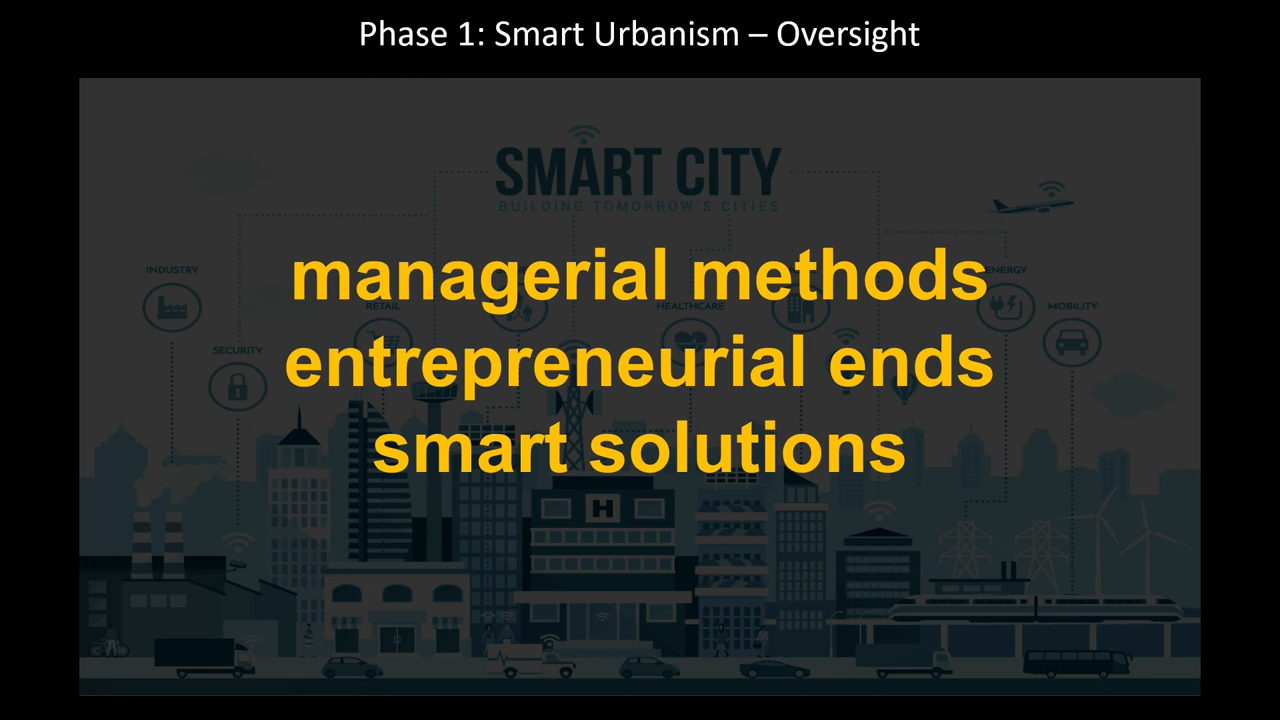 Phase 1: Smart Urbanism – Oversight
SMART CITY
BUILDING TOMORROW'S CITIES
managerial methods
entrepreneurial ends
smart solutions
INDUSTRY
ENERGY
RETAIL
HEALTHCARE
MOBILITY
SECURITY
H